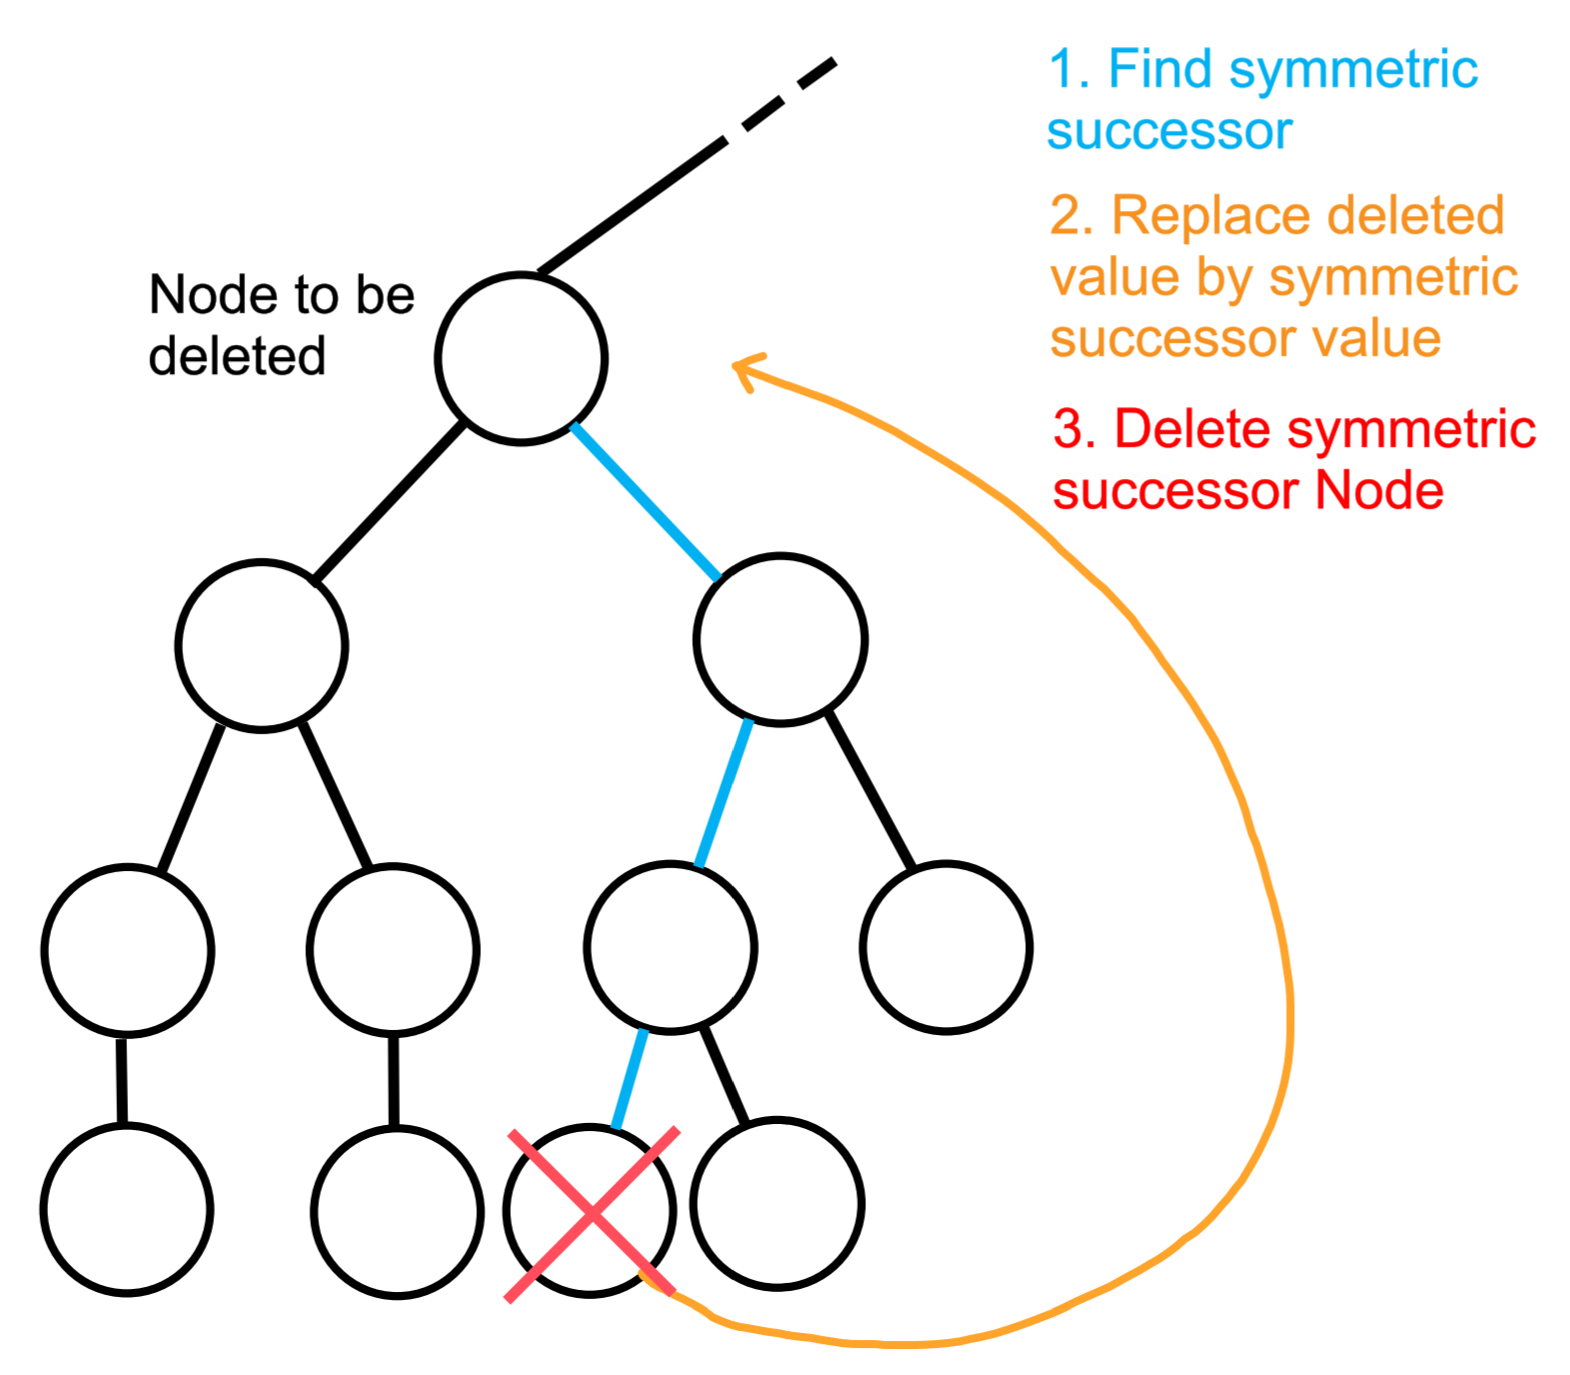 1. Find symmetric
successor
2. Replace deleted
value by symmetric
successor value
Node to be
deleted
3. Delete symmetric
successor Node